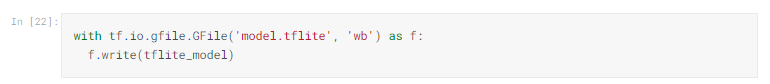 In [22]:
with tf.io.gfile.GFile('model.tflite', 'wb') as f:
  f.write(tflite_model)